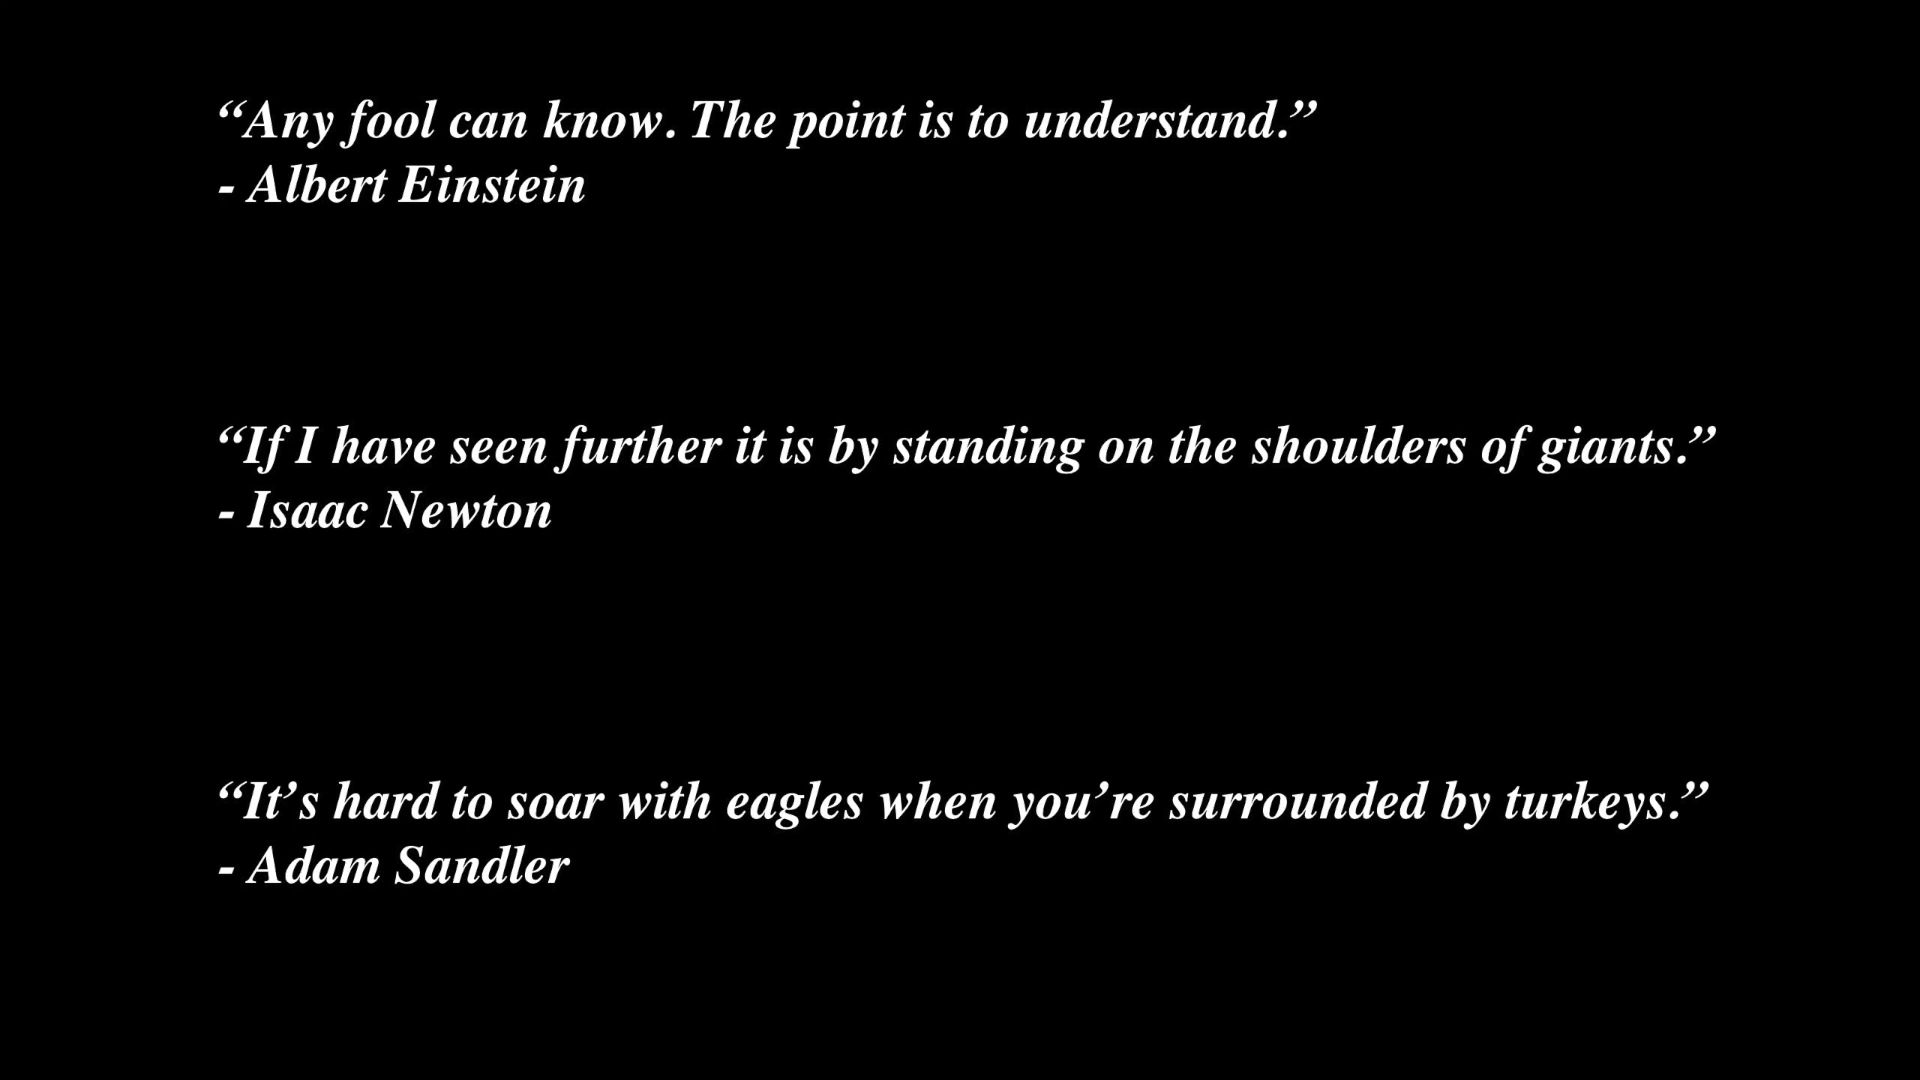 “Any fool can know. The point is to understand.”
- Albert Einstein
“If I have seen further it is by standing on the shoulders of giants.”
- Isaac Newton
“It’s hard to soar with eagles when you’re surrounded by turkeys.”
- Adam Sandler